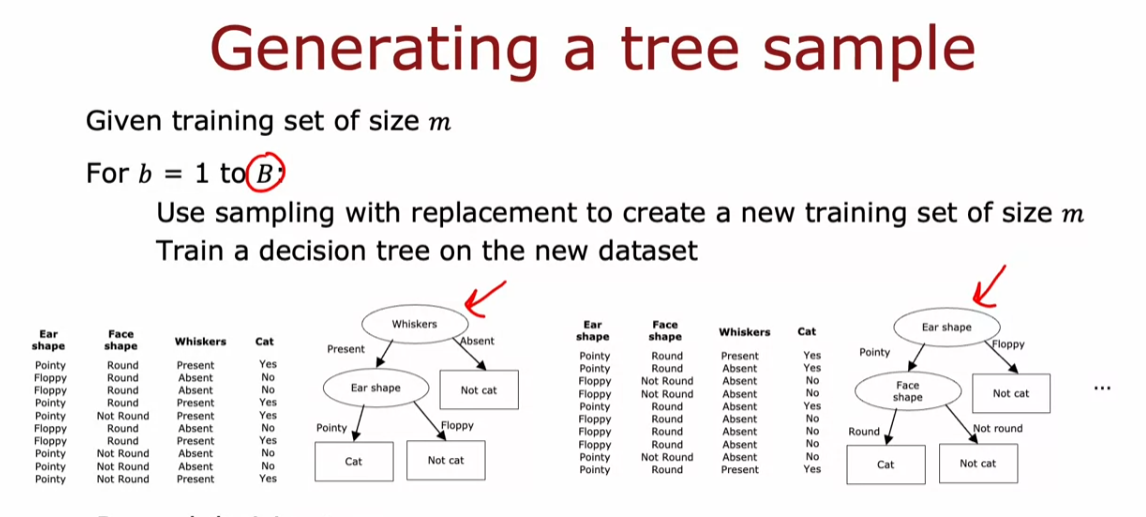 Generating a tree sample
Given training set of size m
For b = 1 to B:
Use sampling with replacement to create a new training set of size m
Train a decision tree on the new dataset
Ear shape Face shape Whiskers Cat
Pointy Round Present Yes
Floppy Round Absent No
Floppy Round Absent No
Pointy Round Present Yes
Pointy Not Round Present Yes
Floppy Round Absent No
Floppy Round Present Yes
Pointy Not Round Absent No
Pointy Not Round Absent No
Pointy Not Round Present Yes
Whiskers
Present
Absent
Ear shape
Not cat
Pointy
Floppy
Cat
Not cat
Ear shape Face shape Whiskers Cat
Pointy Round Present Yes
Pointy Round Absent Yes
Floppy Not Round Absent No
Floppy Not Round Absent No
Pointy Round Absent Yes
Floppy Round Absent No
Floppy Round Absent No
Floppy Round Absent No
Pointy Not Round Absent No
Pointy Round Present Yes
Ear shape
Pointy
Floppy
Face shape
Not cat
Round
Not round
Cat
Not cat
...